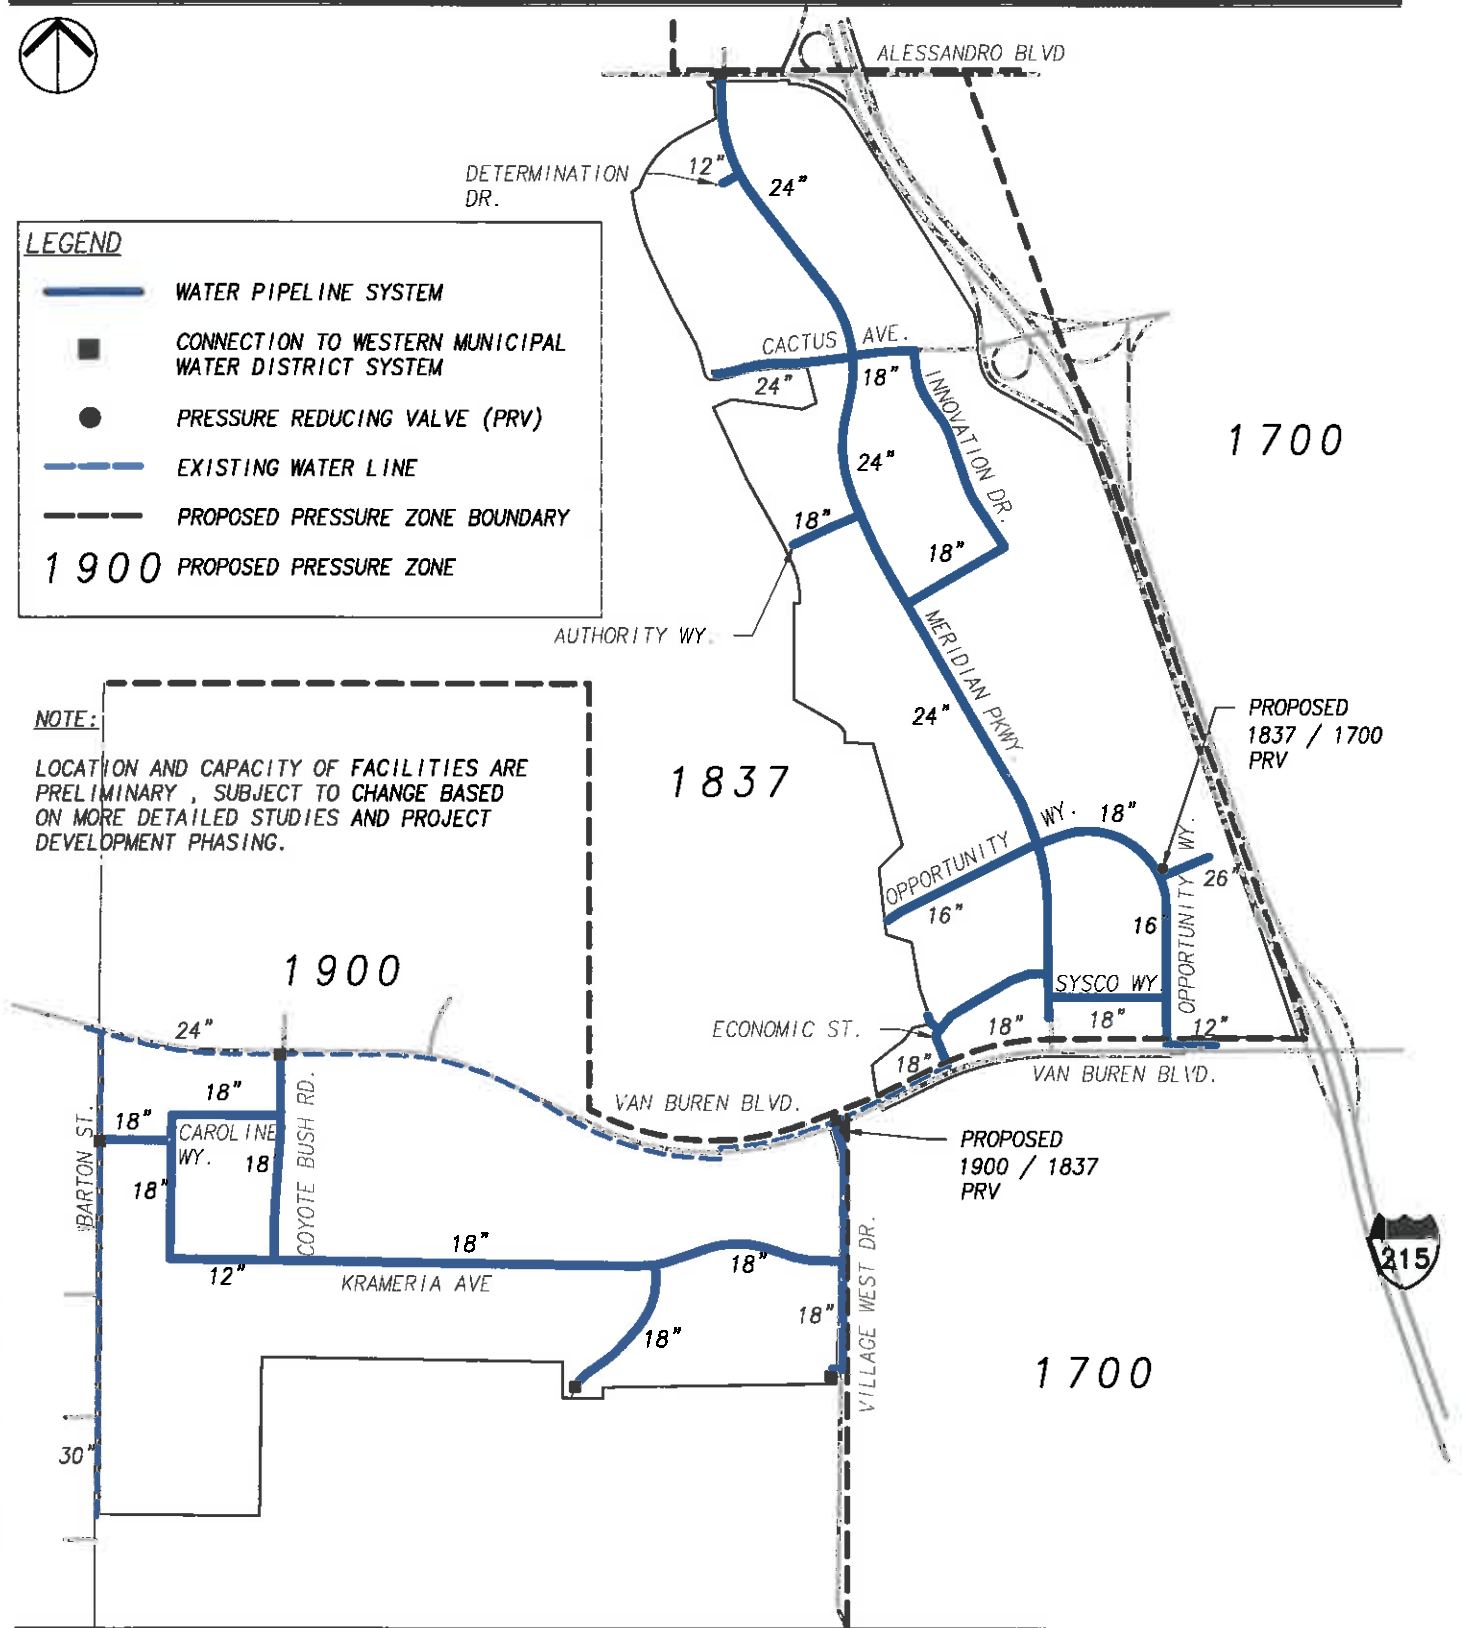 ALESSANDRO BLVD
DETERMINATION
DR.
12"
24"
LEGEND
WATER PIPELINE SYSTEM
CONNECTION TO WESTERN MUNICIPAL
WATER DISTRICT SYSTEM
PRESSURE REDUCING VALVE (PRV)
EXISTING WATER LINE
PROPOSED PRESSURE ZONE BOUNDARY
1900 PROPOSED PRESSURE ZONE
CACTUS AVE.
24"
18"
INNOVATION DR.
24"
1700
18"
18"
AUTHORITY WY.
MERIDIAN PKWY
24"
NOTE:
LOCATION AND CAPACITY OF FACILITIES ARE
PRELIMINARY , SUBJECT TO CHANGE BASED
ON MORE DETAILED STUDIES AND PROJECT
DEVELOPMENT PHASING.
1837
PROPOSED
1837 / 1700
PRV
OPPORTUNITY WY.
18"
16"
26"
16
OPPORTUNITY WY.
1900
SYSCO WY
ECONOMIC ST.
18"
18"
12"
18"
VAN BUREN BLVD.
24"
VAN BUREN BLVD.
18"
18"
CAROLINE
WY.
18
18"
BARTON ST.
COYOTE BUSH RD.
PROPOSED
1900 / 1837
PRV
18"
12"
KRAMERIA AVE
18"
18"
18"
VILLAGE WEST DR.
215
1700
30"